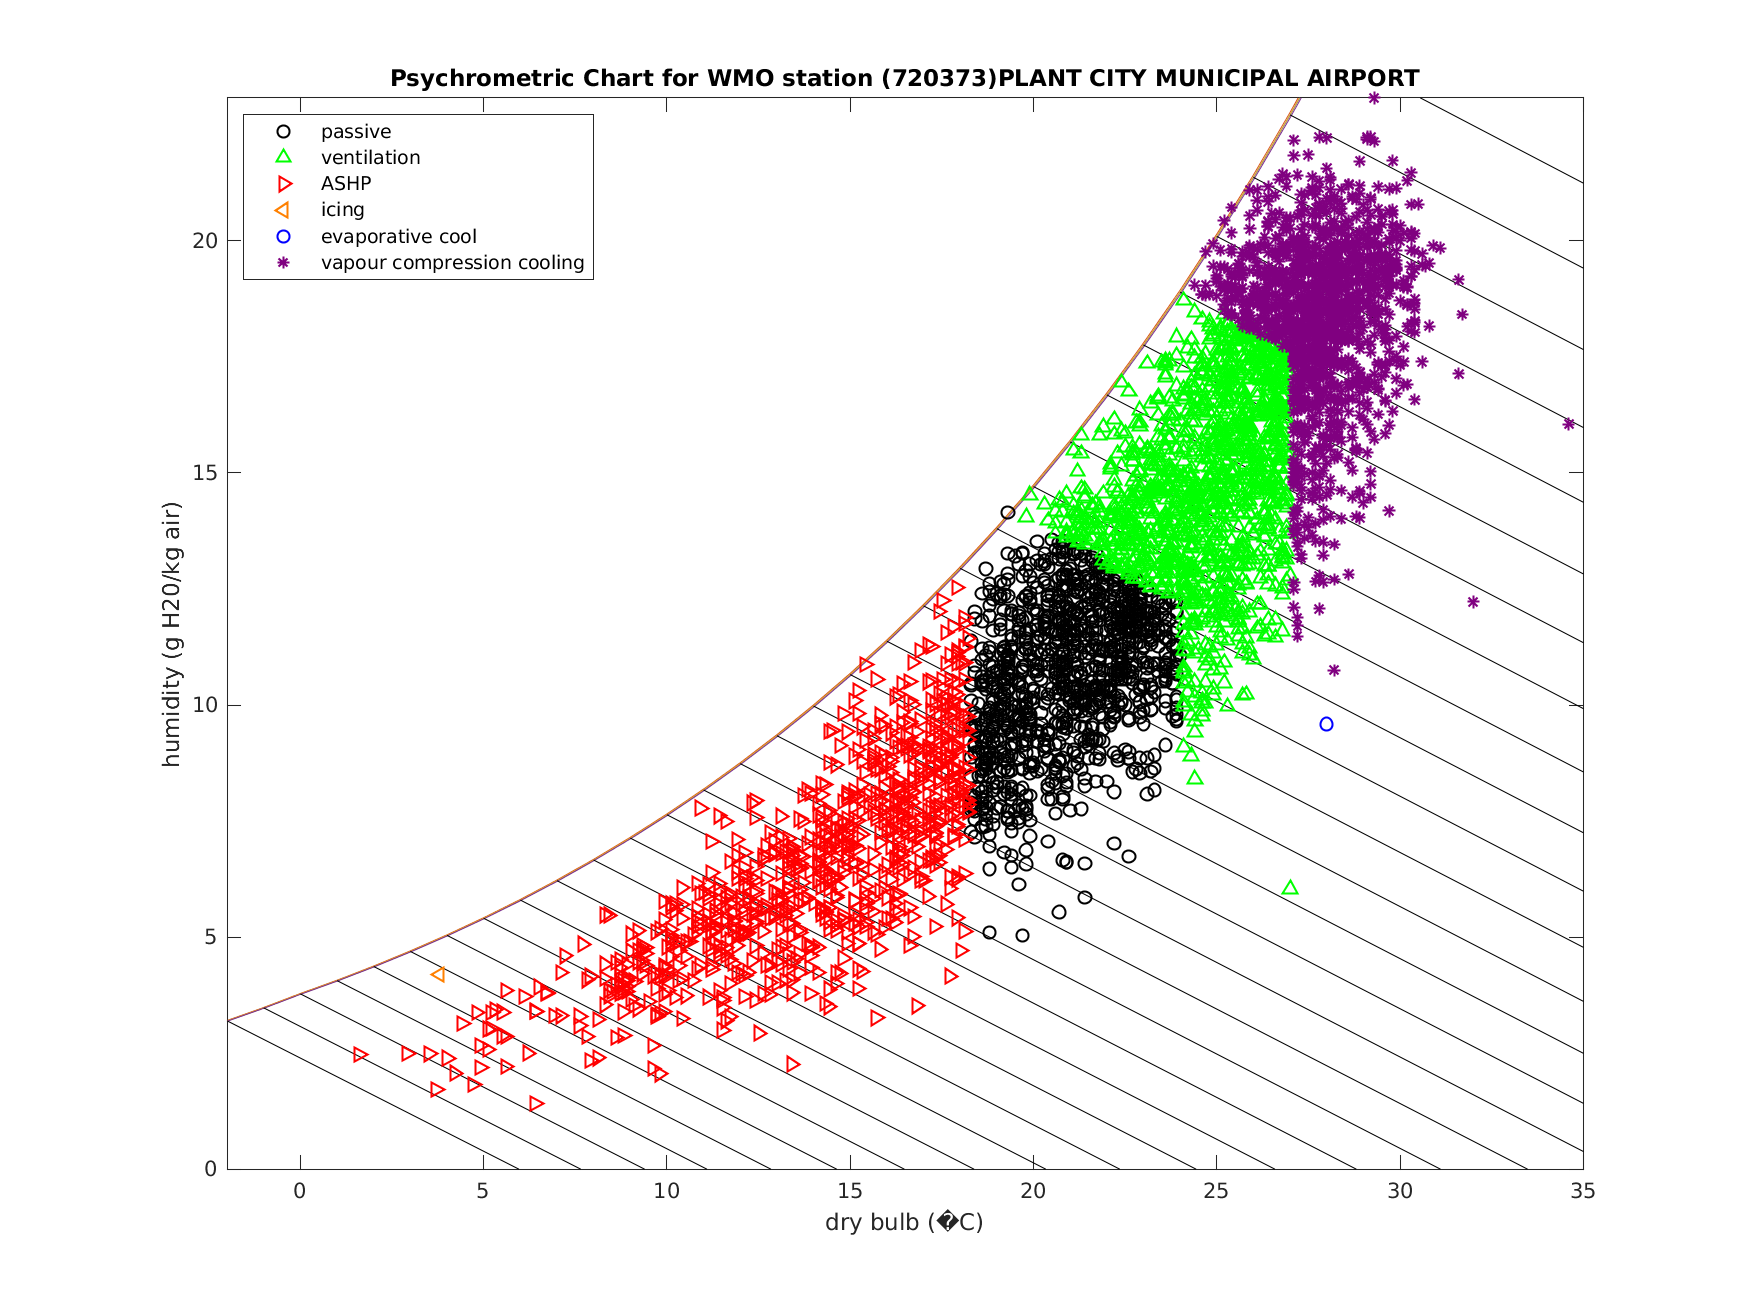 Psychrometric Chart for WMO station (720373)PLANT CITY MUNICIPAL AIRPORT
passive
ventilation
ASHP
icing
evaporative cool
vapour compression cooling
humidity (g H20/kg air)
20
15
10
5
0
0 5 10 15 20 25 30 35
dry bulb (�C)